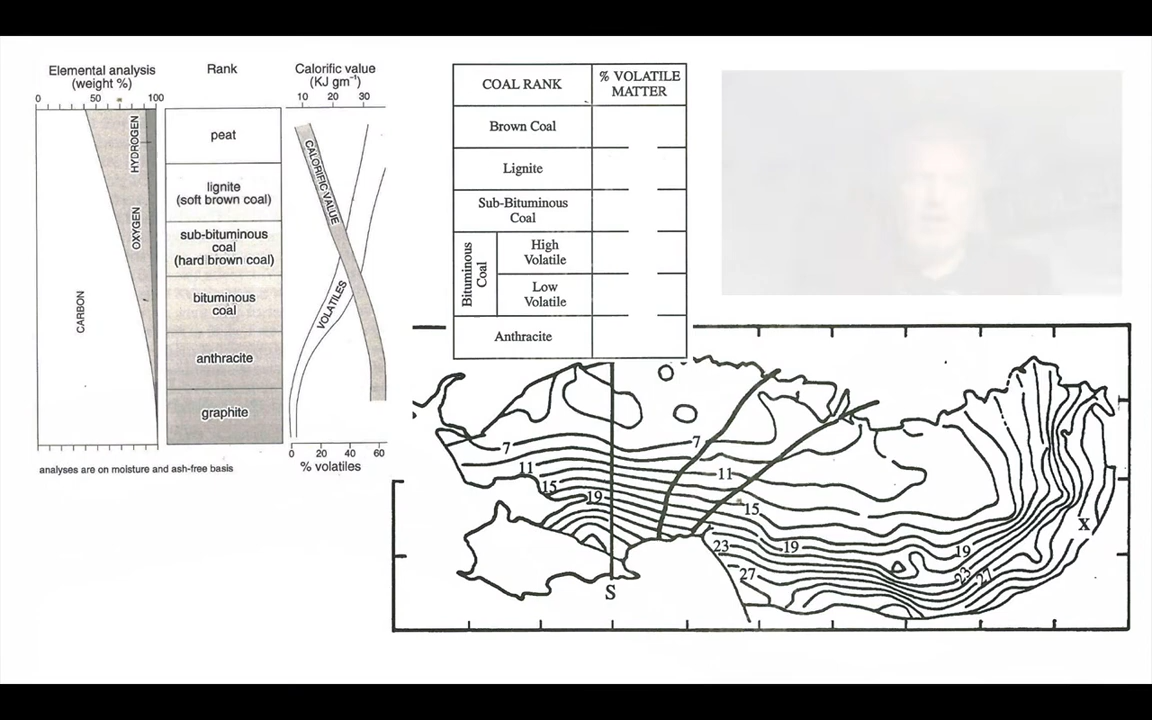 Elemental analysis
(weight %)
0 50 100
Rank
Calorific value
(KJ gm⁻¹)
10 20 30
HYDROGEN
OXYGEN
CARBON
peat
lignite
(soft brown coal)
sub-bituminous
coal
(hard brown coal)
bituminous
coal
anthracite
graphite
CALORIFIC VALUE
VOLATILES
0 20 40 60
% volatiles
analyses are on moisture and ash-free basis
COAL RANK
% VOLATILE
MATTER
Brown Coal
Lignite
Sub-Bituminous
Coal
Bituminous
Coal
High
Volatile
Low
Volatile
Anthracite
7
7
11
11
15
15
19
19
19
23
23
27
27
X
S